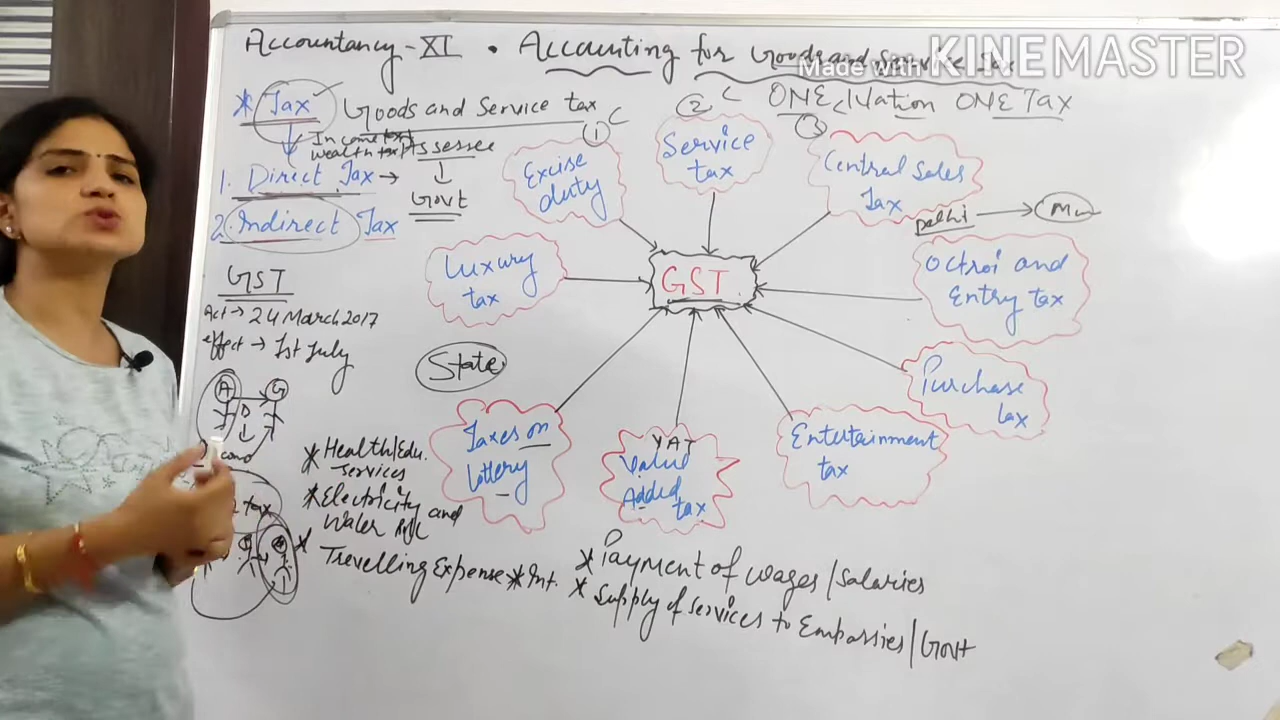 Accountancy-XI • Accounting for Goods and Service Tax
Made with KINEMASTER
* Tax
Goods and Service tax
ONE Nation ONE Tax
Income tax
wealth tax
Assessee
1. Direct Tax →
↓
Govt
2. Indirect Tax
GST
Act → 24 March 2017
effect → 1st July
A → G
① C
Excise
duty
② C
Service
tax
③
Central Sales
Tax
Delhi →
Luxury
tax
GST
Octroi and
Entry tax
State
Purchase
tax
Taxes on
lottery
VAT
Value
Added
tax
Entertainment
tax
tax
* Health/Edu.
Services
* Electricity and
Water
* Travelling Expense * Int.
* Payment of wages/Salaries
* Supply of Services to Embassies/Govt